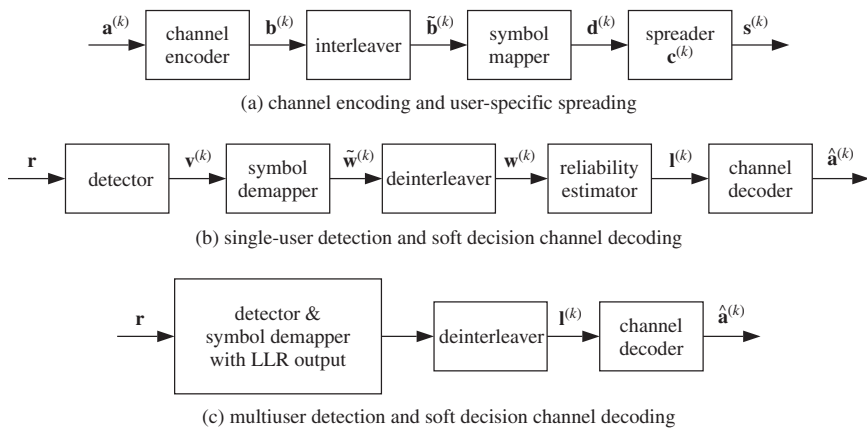 a^(k) channel encoder b^(k) interleaver b̃^(k) symbol mapper d^(k) spreader c^(k) s^(k)
(a) channel encoding and user-specific spreading
r detector v^(k) symbol demapper w̃^(k) deinterleaver w^(k) reliability estimator l^(k) channel decoder â^(k)
(b) single-user detection and soft decision channel decoding
r detector & symbol demapper with LLR output deinterleaver l^(k) channel decoder â^(k)
(c) multiuser detection and soft decision channel decoding